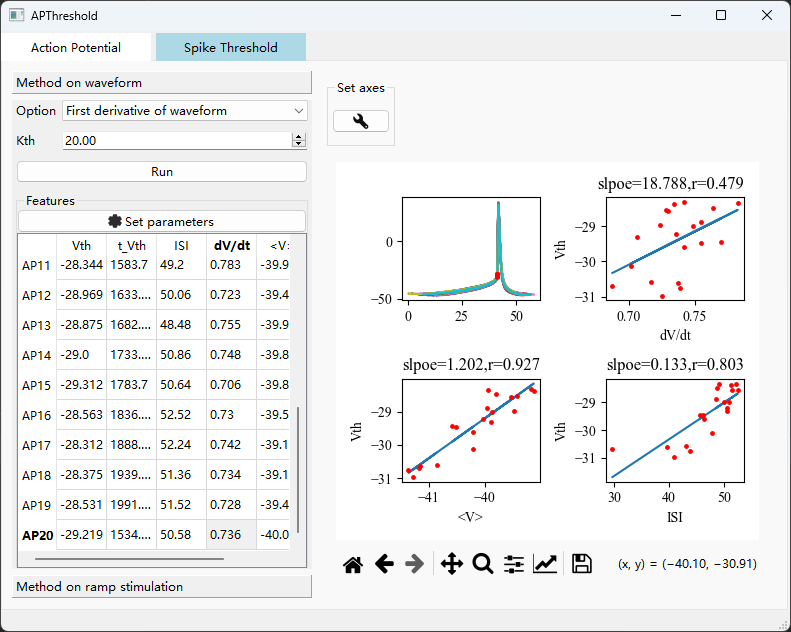 APThreshold
Action Potential
Spike Threshold
Method on waveform
Option First derivative of waveform
Kth 20.00
Run
Features
Set parameters
Vth t_Vth ISI dV/dt <V:
AP11 -28.344 1583.7 49.2 0.783 -39.9
AP12 -28.969 1633.... 50.06 0.723 -39.4
AP13 -28.875 1682.... 48.48 0.755 -39.9
AP14 -29.0 1733.... 50.86 0.748 -39.8
AP15 -29.312 1783.7 50.64 0.706 -39.8
AP16 -28.563 1836.... 52.52 0.73 -39.5
AP17 -28.312 1888.... 52.24 0.742 -39.1
AP18 -28.375 1939.... 51.36 0.734 -39.1
AP19 -28.531 1991.... 51.52 0.728 -39.4
AP20 -29.219 1534.... 50.58 0.736 -40.0
Method on ramp stimulation
Set axes
0
−50
0 25 50
slpoe=18.788,r=0.479
Vth
−29
−30
−31
0.70 0.75
dV/dt
slpoe=1.202,r=0.927
Vth
−29
−30
−31
−41 −40
<V>
slpoe=0.133,r=0.803
Vth
−29
−30
−31
30 40 50
ISI
(x, y) = (−40.10, −30.91)